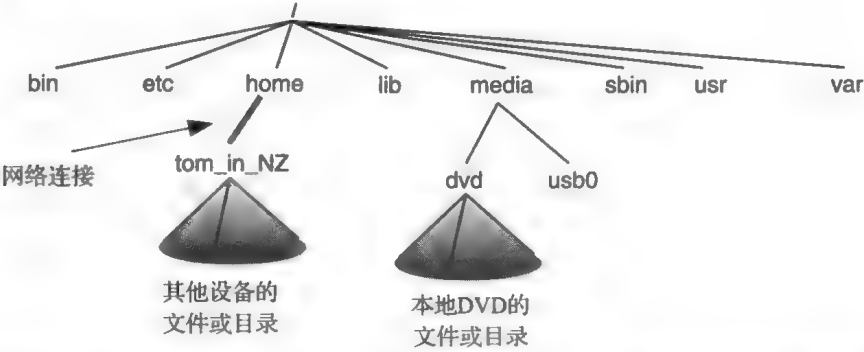 /
bin etc home lib media sbin usr var
网络连接
tom_in_NZ
dvd usb0
其他设备的
文件或目录
本地DVD的
文件或目录